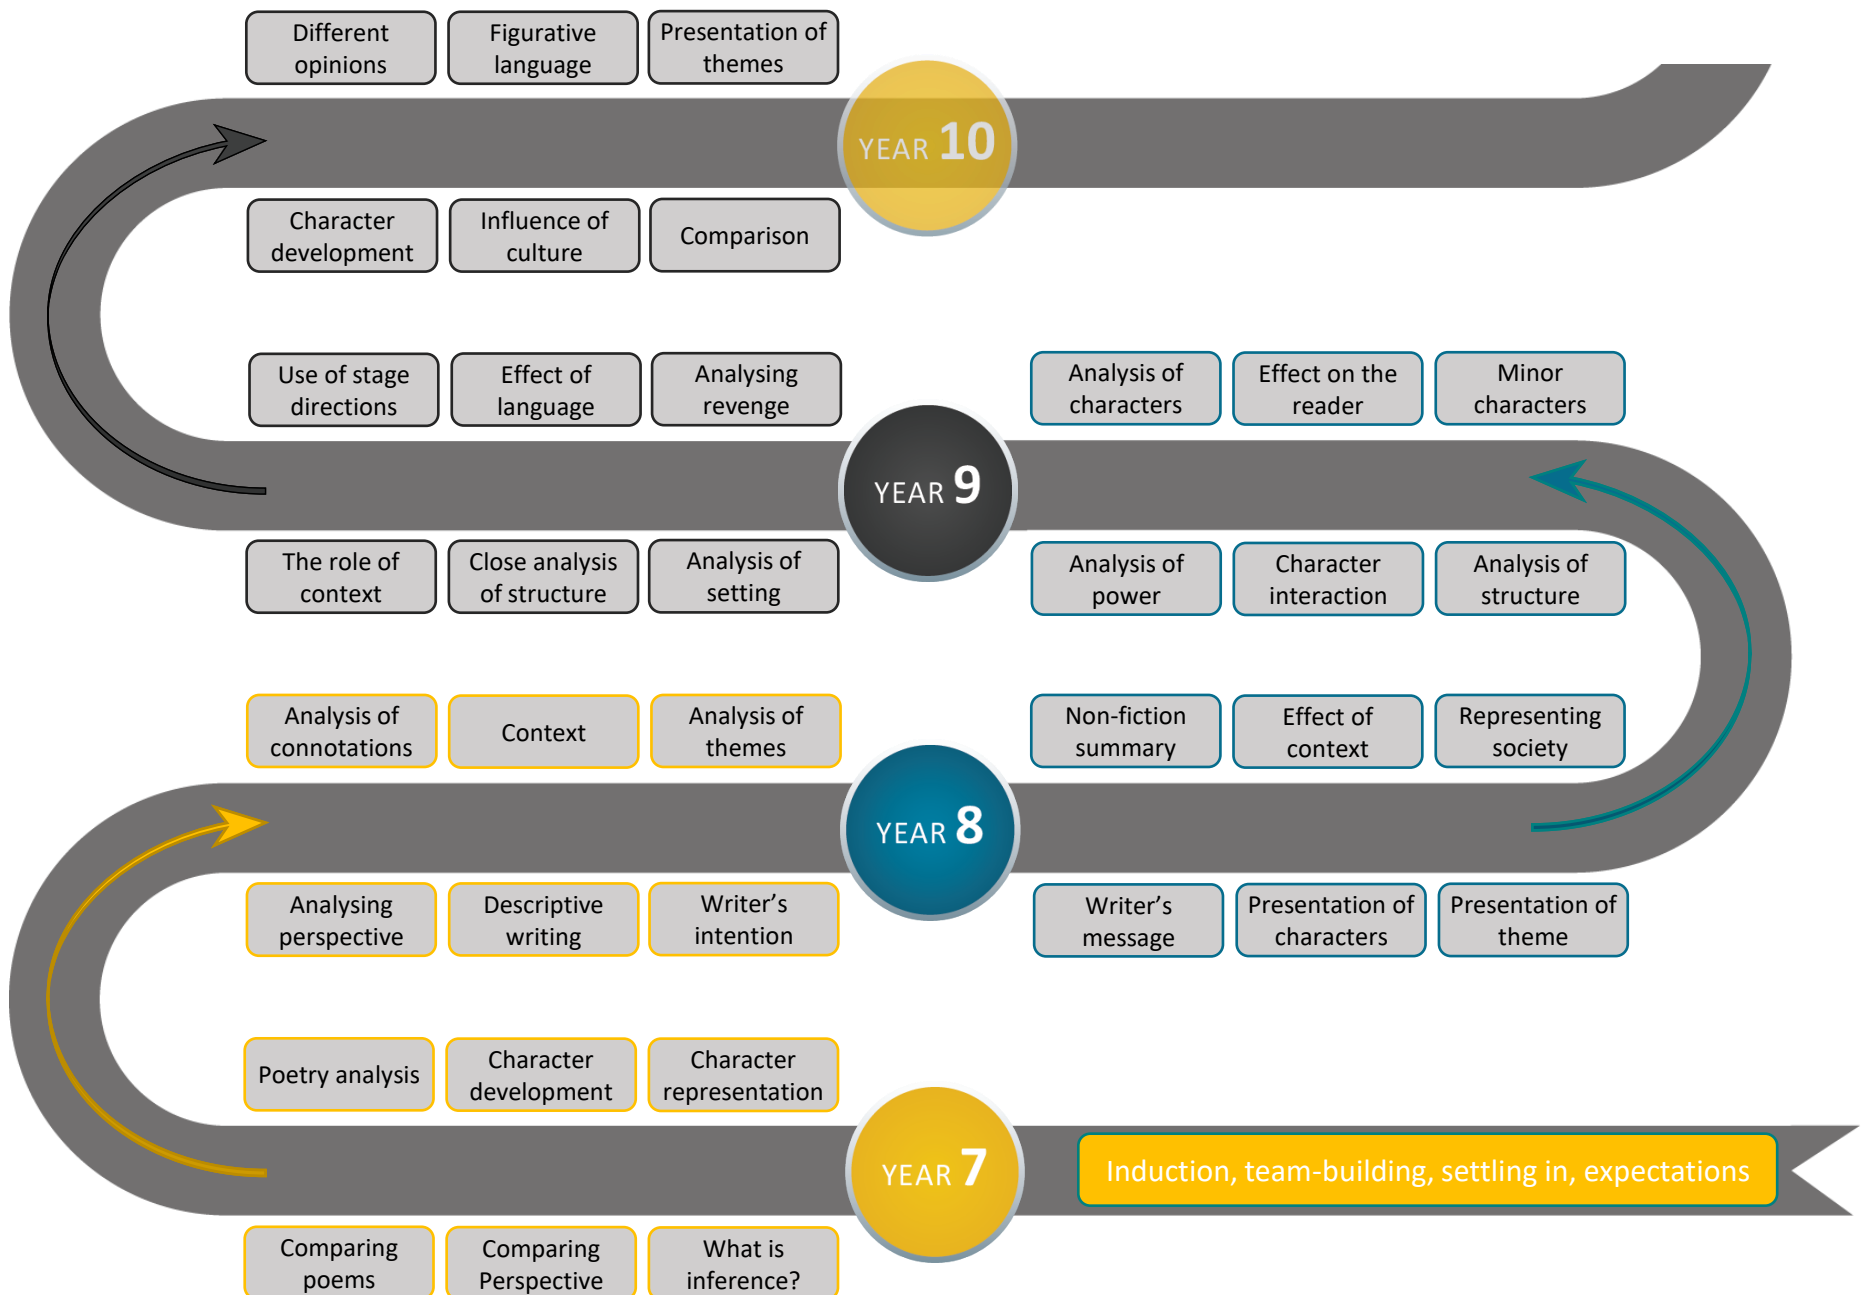 Different
opinions
Figurative
language
Presentation of
themes
YEAR 10
Character
development
Influence of
culture
Comparison
Use of stage
directions
Effect of
language
Analysing
revenge
Analysis of
characters
Effect on the
reader
Minor
characters
YEAR 9
The role of
context
Close analysis
of structure
Analysis of
setting
Analysis of
power
Character
interaction
Analysis of
structure
Analysis of
connotations
Context
Analysis of
themes
Non-fiction
summary
Effect of
context
Representing
society
YEAR 8
Analysing
perspective
Descriptive
writing
Writer’s
intention
Writer’s
message
Presentation of
characters
Presentation of
theme
Poetry analysis
Character
development
Character
representation
YEAR 7
Induction, team-building, settling in, expectations
Comparing
poems
Comparing
Perspective
What is
inference?